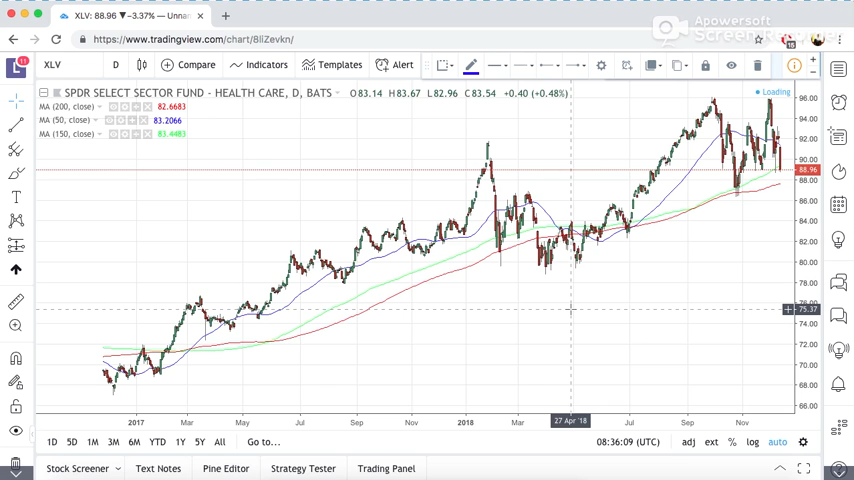 XLV: 88.96 ▼−3.37% Unna
Apowersoft
Screen Recorder
https://www.tradingview.com/chart/8liZevkn/
15
11
XLV D Compare Indicators Templates Alert
SPDR SELECT SECTOR FUND - HEALTH CARE, D, BATS O83.14 H83.67 L82.96 C83.54 +0.40 (+0.48%)
Loading
MA (200, close) 82.6683
MA (50, close) 83.2066
MA (150, close) 83.4483
96.00
94.00
92.00
90.00
88.96
88.00
86.00
84.00
82.00
80.00
78.00
76.00
75.37
74.00
72.00
70.00
68.00
66.00
2017 Mar May Jul Sep Nov 2018 Mar 27 Apr '18 Jul Sep Nov
1D 5D 1M 3M 6M YTD 1Y 5Y All Go to... 08:36:09 (UTC) adj ext % log auto
Stock Screener Text Notes Pine Editor Strategy Tester Trading Panel